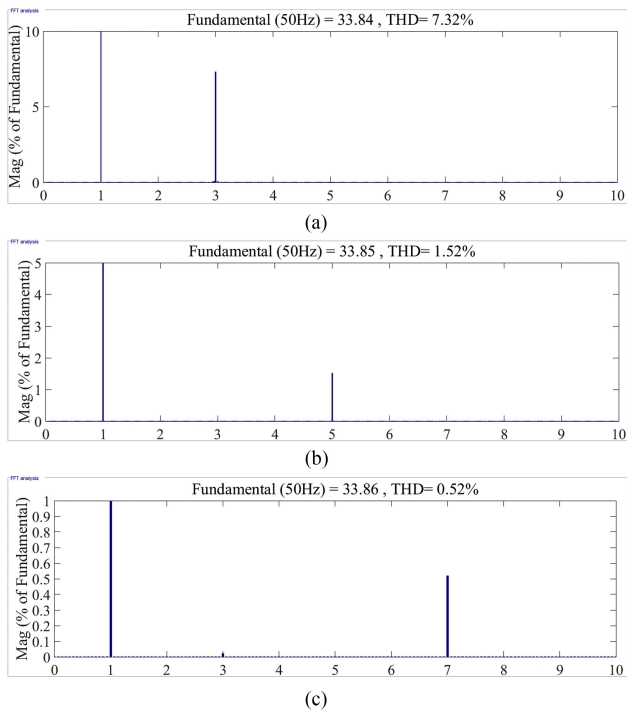 FFT analysis
Fundamental (50Hz) = 33.84 , THD= 7.32%
Mag (% of Fundamental)
10
5
0
0 1 2 3 4 5 6 7 8 9 10
(a)
FFT analysis
Fundamental (50Hz) = 33.85 , THD= 1.52%
Mag (% of Fundamental)
5
4
3
2
1
0
0 1 2 3 4 5 6 7 8 9 10
(b)
FFT analysis
Fundamental (50Hz) = 33.86 , THD= 0.52%
Mag (% of Fundamental)
1
0.9
0.8
0.7
0.6
0.5
0.4
0.3
0.2
0.1
0
0 1 2 3 4 5 6 7 8 9 10
(c)